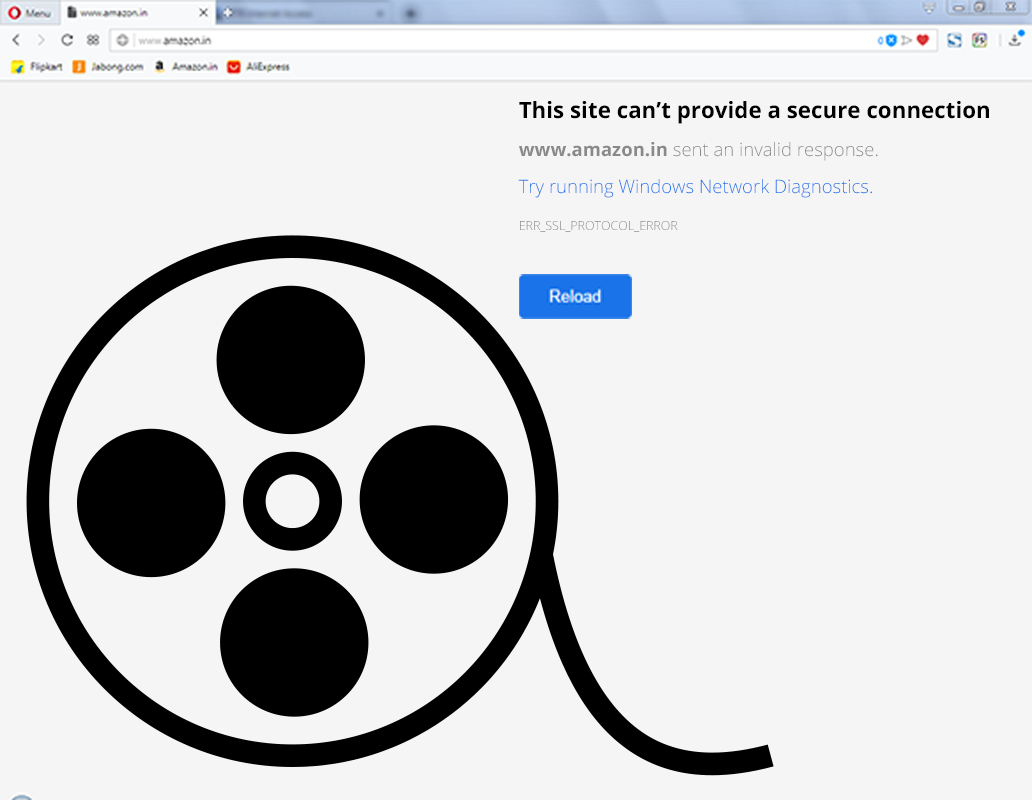 Menu
www.amazon.in
www.amazon.in
0
Flipkart
Jabong.com
Amazon.in
AliExpress
This site can’t provide a secure connection
www.amazon.in sent an invalid response.
Try running Windows Network Diagnostics.
ERR_SSL_PROTOCOL_ERROR
Reload